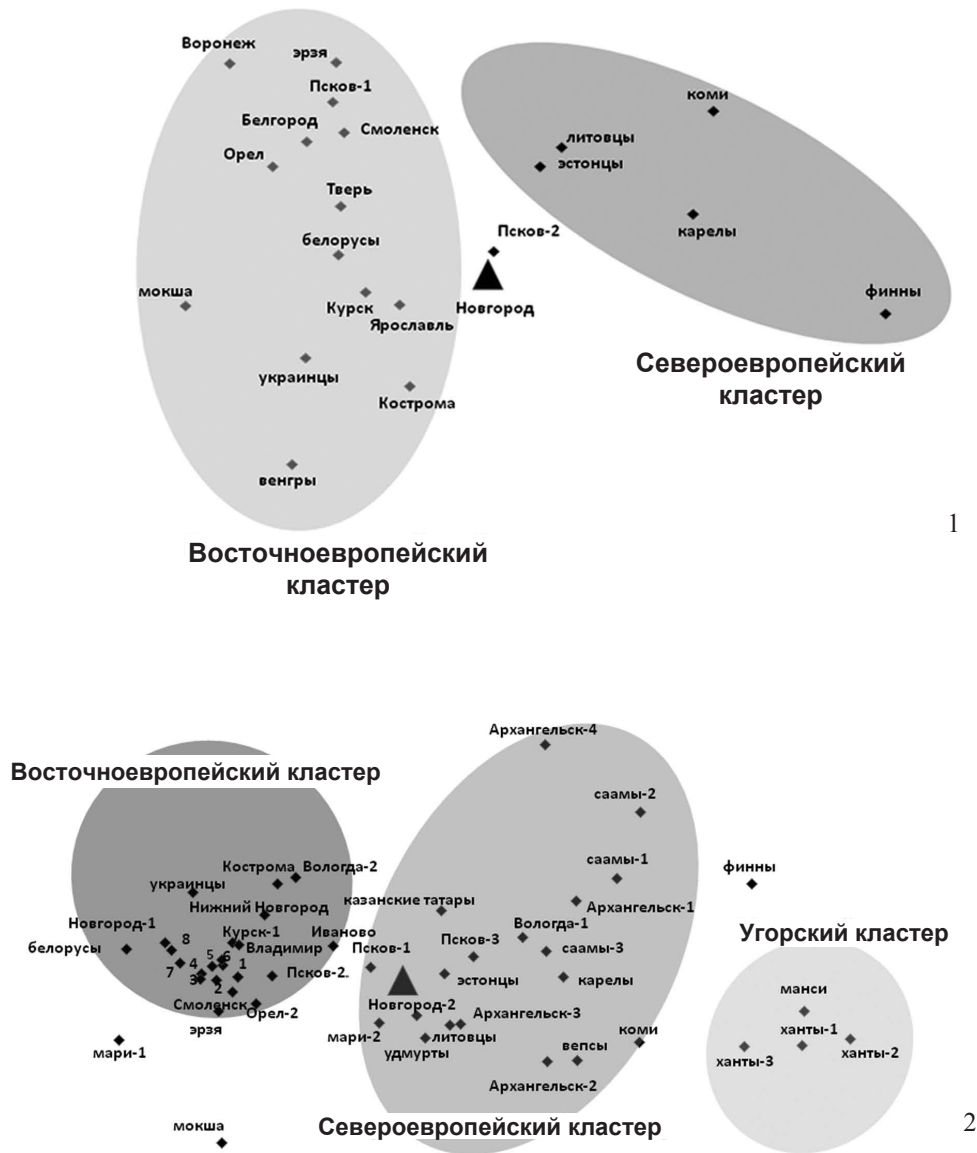 Воронеж
эрзя
Псков-1
Белгород
Смоленск
Орел
Тверь
белорусы
мокша
Курск
Ярославль
украинцы
Кострома
венгры
Псков-2
Новгород
коми
литовцы
эстонцы
карелы
финны
Североевропейский
кластер
Восточноевропейский
кластер
1
Восточноевропейский кластер
Кострома
Вологда-2
украинцы
Нижний Новгород
Новгород-1
Курск-1
Иваново
белорусы
8
Владимир
5
6
4
7
1
3
2
Псков-2.
Смоленск
Орел-2
эрзя
мари-1
мокша
Архангельск-4
саамы-2
саамы-1
казанские татары
Архангельск-1
Вологда-1
Псков-1
Псков-3
саамы-3
эстонцы
карелы
Новгород-2
Архангельск-3
мари-2
литовцы
удмурты
вепсы
коми
Архангельск-2
Североевропейский кластер
финны
Угорский кластер
манси
ханты-1
ханты-3
ханты-2
2